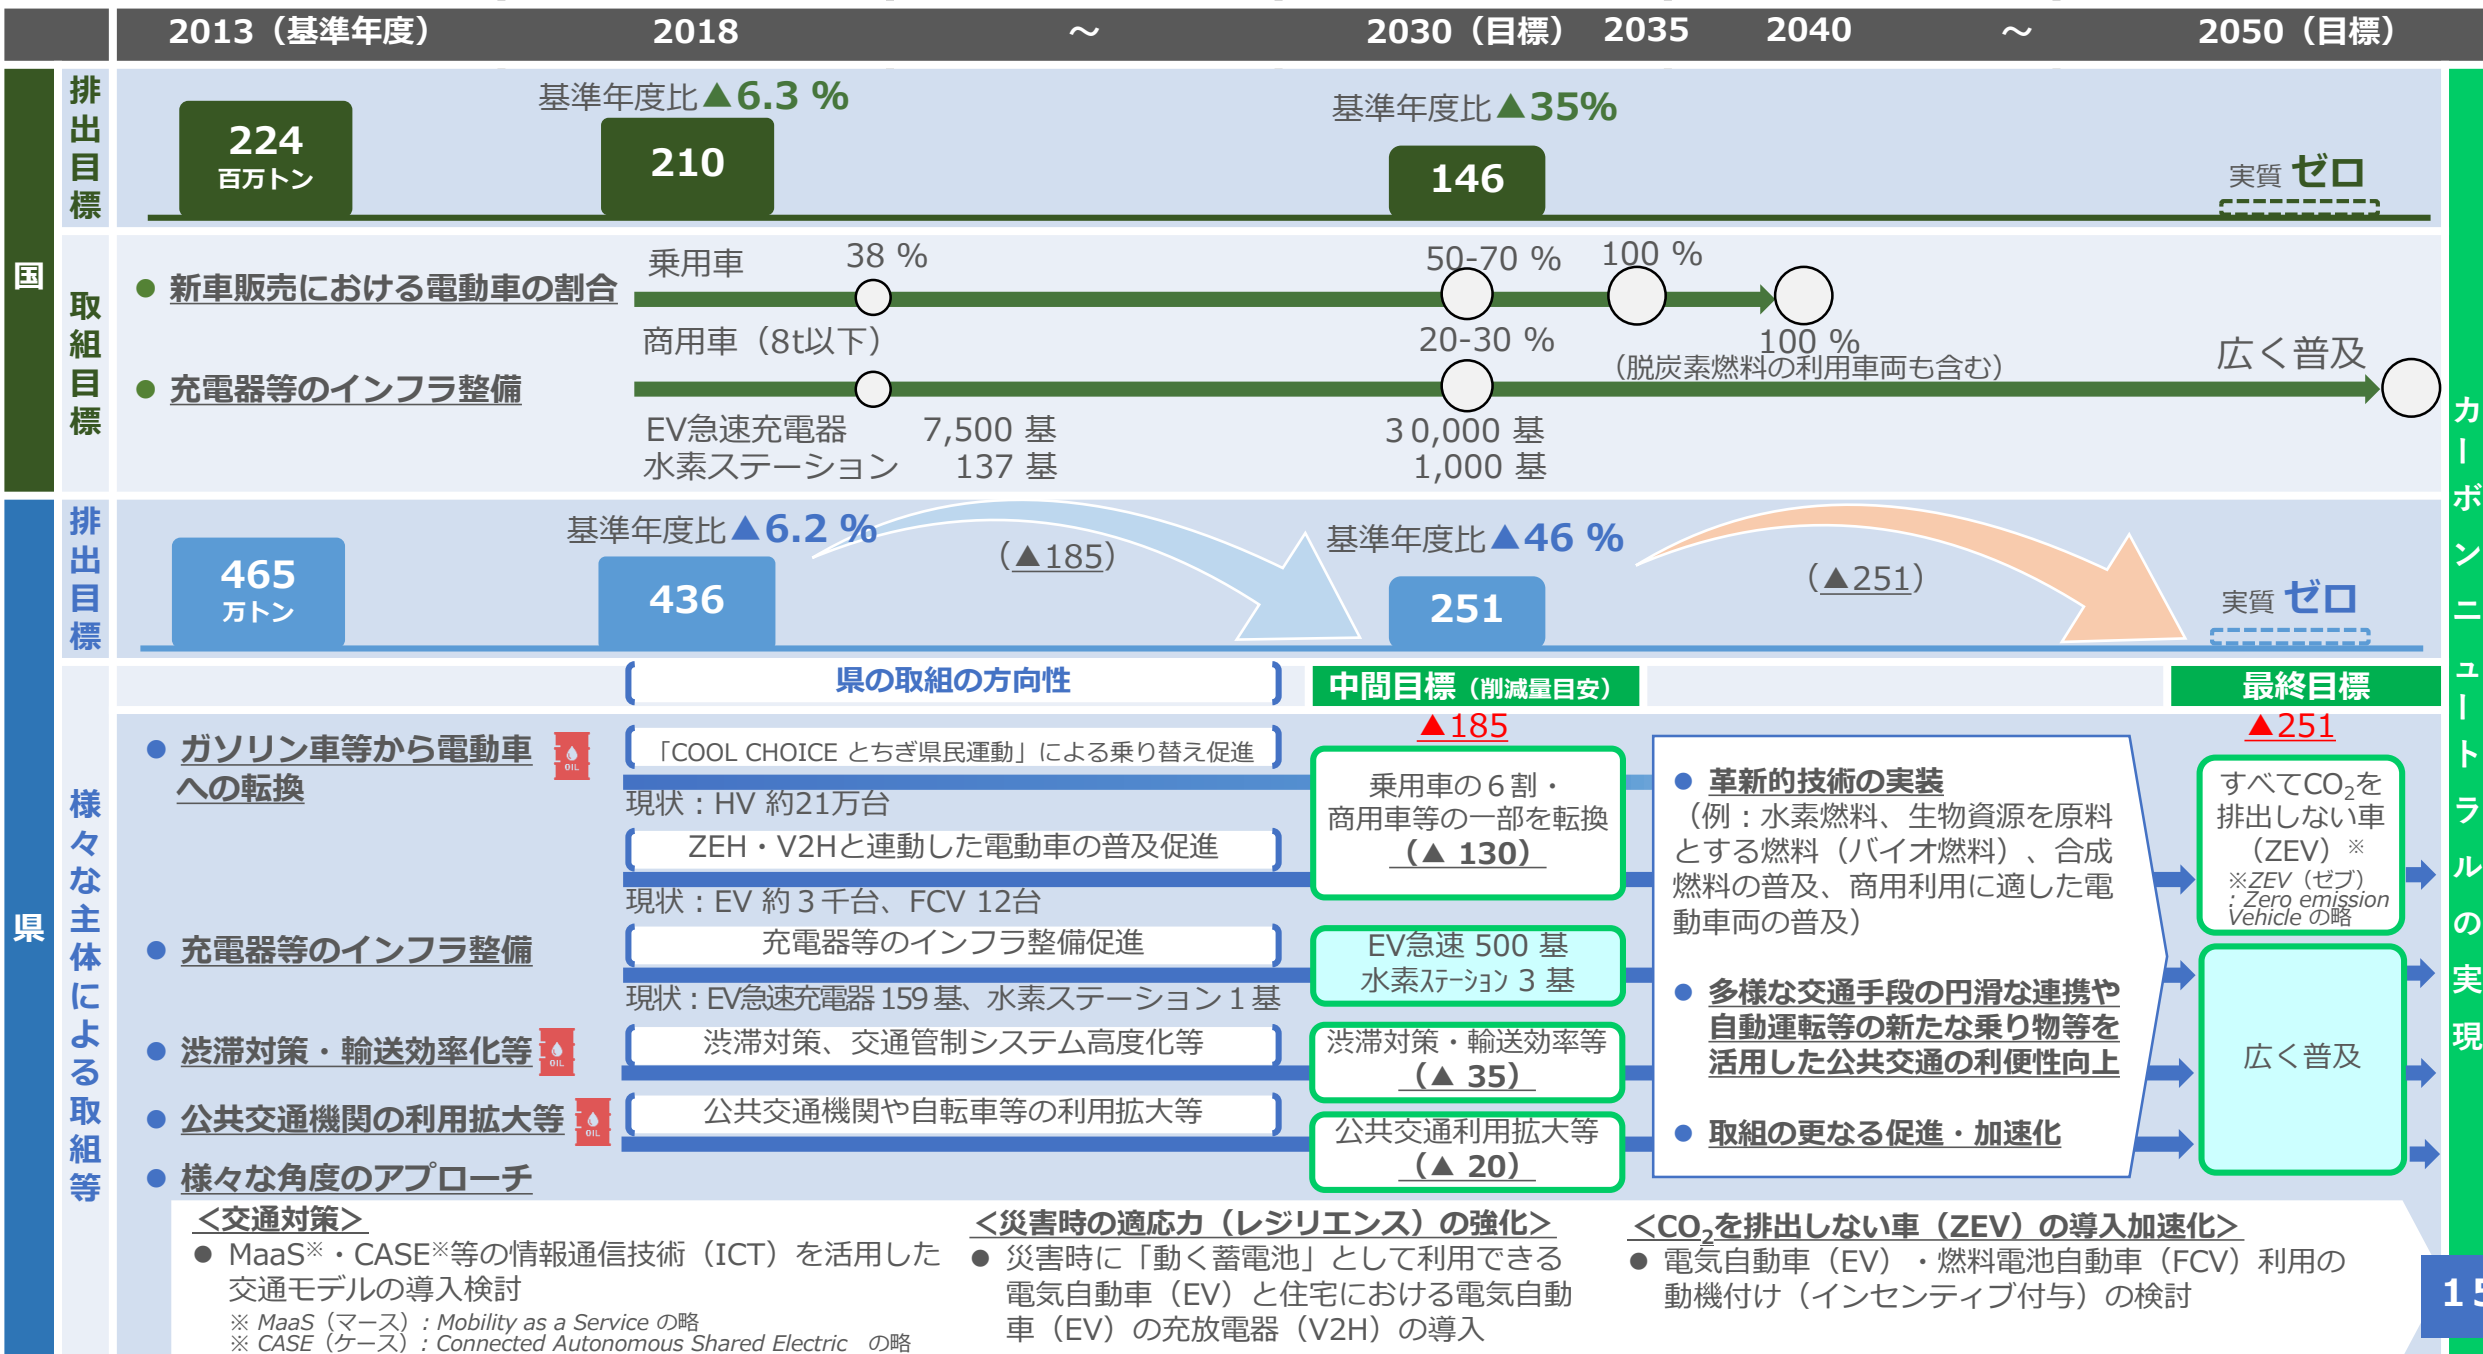 2013（基準年度） 2018 ～ 2030（目標） 2035 2040 ～ 2050（目標）
国
排出目標
基準年度比▲6.3 %
基準年度比▲35%
224
百万トン
210
146
実質 ゼロ
取組目標
● 新車販売における電動車の割合
乗用車 38 % 50-70 % 100 %
商用車（8t以下） 20-30 % 100 %
（脱炭素燃料の利用車両も含む）
広く普及
● 充電器等のインフラ整備
EV急速充電器 7,500 基 30,000 基
水素ステーション 137 基 1,000 基
県
排出目標
基準年度比▲6.2 %
（▲185）
基準年度比▲46 %
（▲251）
465
万トン
436
251
実質 ゼロ
様々な主体による取組等
県の取組の方向性
中間目標（削減量目安）
最終目標
▲185
▲251
● ガソリン車等から電動車
への転換
OIL
「COOL CHOICE とちぎ県民運動」による乗り替え促進
現状：HV 約21万台
ZEH・V2Hと連動した電動車の普及促進
現状：EV 約３千台、FCV 12台
乗用車の６割・
商用車等の一部を転換
（▲ 130）
● 充電器等のインフラ整備
充電器等のインフラ整備促進
現状：EV急速充電器 159 基、水素ステーション 1 基
EV急速 500 基
水素ｽﾃｰｼｮﾝ 3 基
● 渋滞対策・輸送効率化等
OIL
渋滞対策、交通管制システム高度化等
渋滞対策・輸送効率等
（▲ 35）
● 公共交通機関の利用拡大等
OIL
公共交通機関や自転車等の利用拡大等
公共交通利用拡大等
（▲ 20）
● 様々な角度のアプローチ
● 革新的技術の実装
（例：水素燃料、生物資源を原料
とする燃料（バイオ燃料）、合成
燃料の普及、商用利用に適した電
動車両の普及）
● 多様な交通手段の円滑な連携や
自動運転等の新たな乗り物等を
活用した公共交通の利便性向上
● 取組の更なる促進・加速化
すべてCO₂を
排出しない車
（ZEV）※
※ZEV（ゼブ）
: Zero emission
Vehicle の略
広く普及
＜交通対策＞
● MaaS※・CASE※等の情報通信技術（ICT）を活用した
交通モデルの導入検討
※ MaaS（マース）: Mobility as a Service の略
※ CASE（ケース）: Connected Autonomous Shared Electric の略
＜災害時の適応力（レジリエンス）の強化＞
● 災害時に「動く蓄電池」として利用できる
電気自動車（EV）と住宅における電気自動
車（EV）の充放電器（V2H）の導入
＜CO₂を排出しない車（ZEV）の導入加速化＞
● 電気自動車（EV）・燃料電池自動車（FCV）利用の
動機付け（インセンティブ付与）の検討
カーボンニュートラルの実現
15